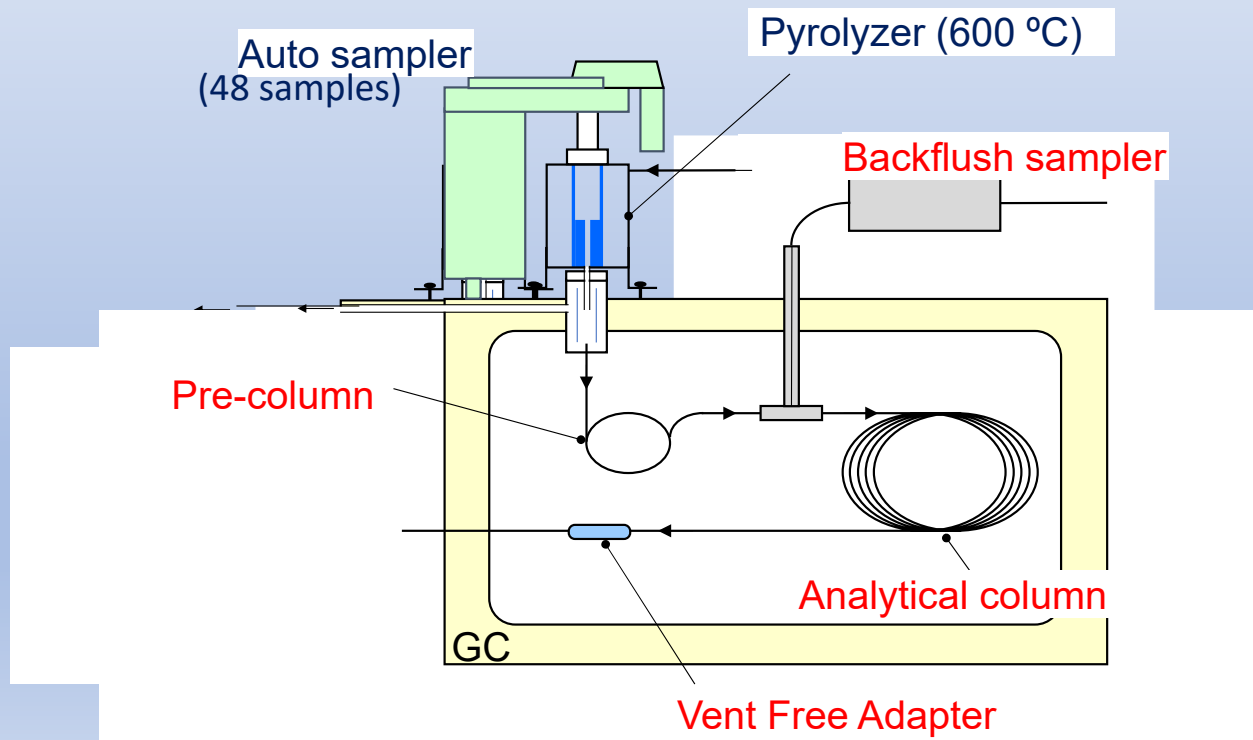 Auto sampler
(48 samples)
Pyrolyzer (600 ºC)
Backflush sampler
Pre-column
Analytical column
GC
Vent Free Adapter